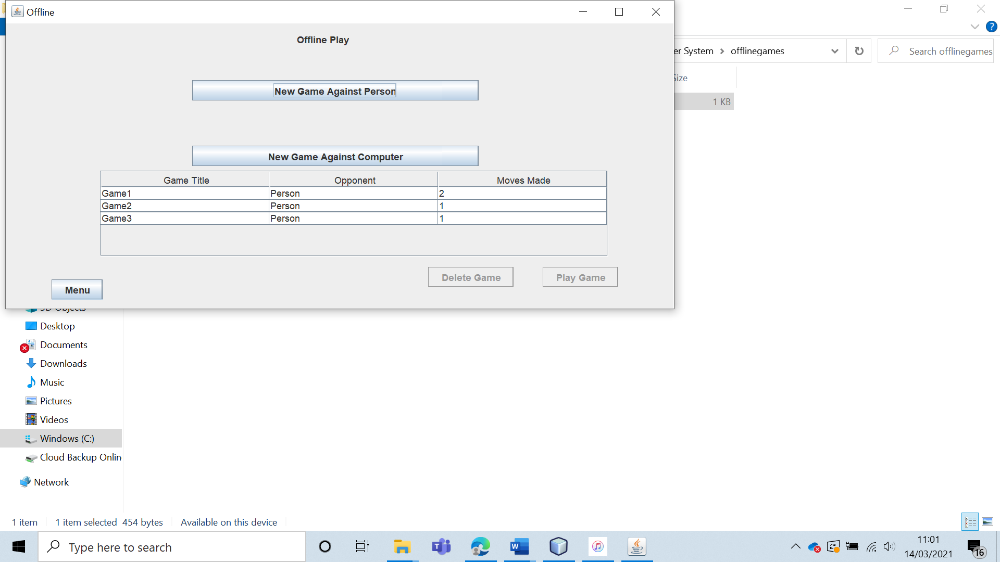 Offline
Offline Play
New Game Against Person
New Game Against Computer
Game Title Opponent Moves Made
Game1 Person 2
Game2 Person 1
Game3 Person 1
Delete Game Play Game
Menu
er System > offlinegames
Search offlinegames
Size
1 KB
3D Objects
Desktop
Documents
Downloads
Music
Pictures
Videos
Windows (C:)
Cloud Backup Onlin
Network
1 item 1 item selected 454 bytes Available on this device
Type here to search
11:01
14/03/2021
16